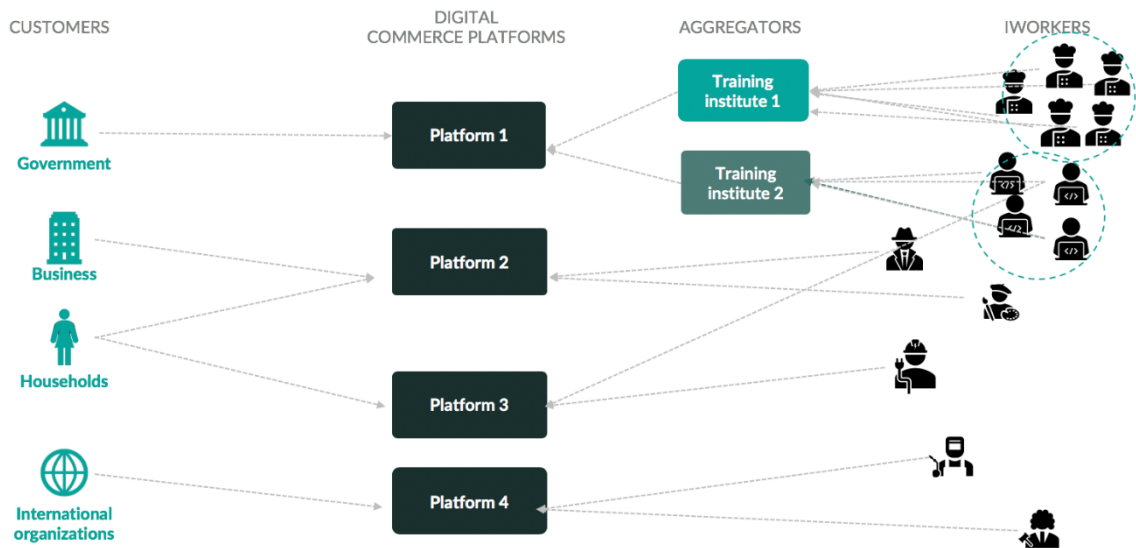 CUSTOMERS
DIGITAL
COMMERCE PLATFORMS
AGGREGATORS
IWORKERS
Government
Business
Households
International
organizations
Platform 1
Platform 2
Platform 3
Platform 4
Training
institute 1
Training
institute 2